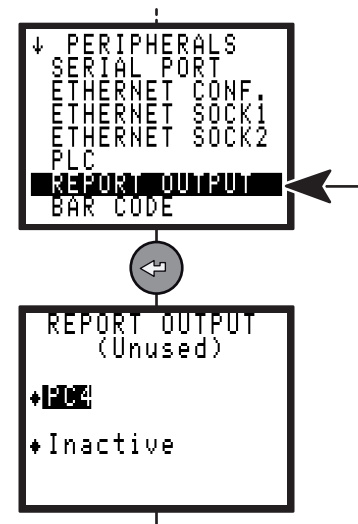 ↓ PERIPHERALS
SERIAL PORT
ETHERNET CONF.
ETHERNET SOCK1
ETHERNET SOCK2
PLC
REPORT OUTPUT
BAR CODE
REPORT OUTPUT
(Unused)
♦PC4
♦Inactive